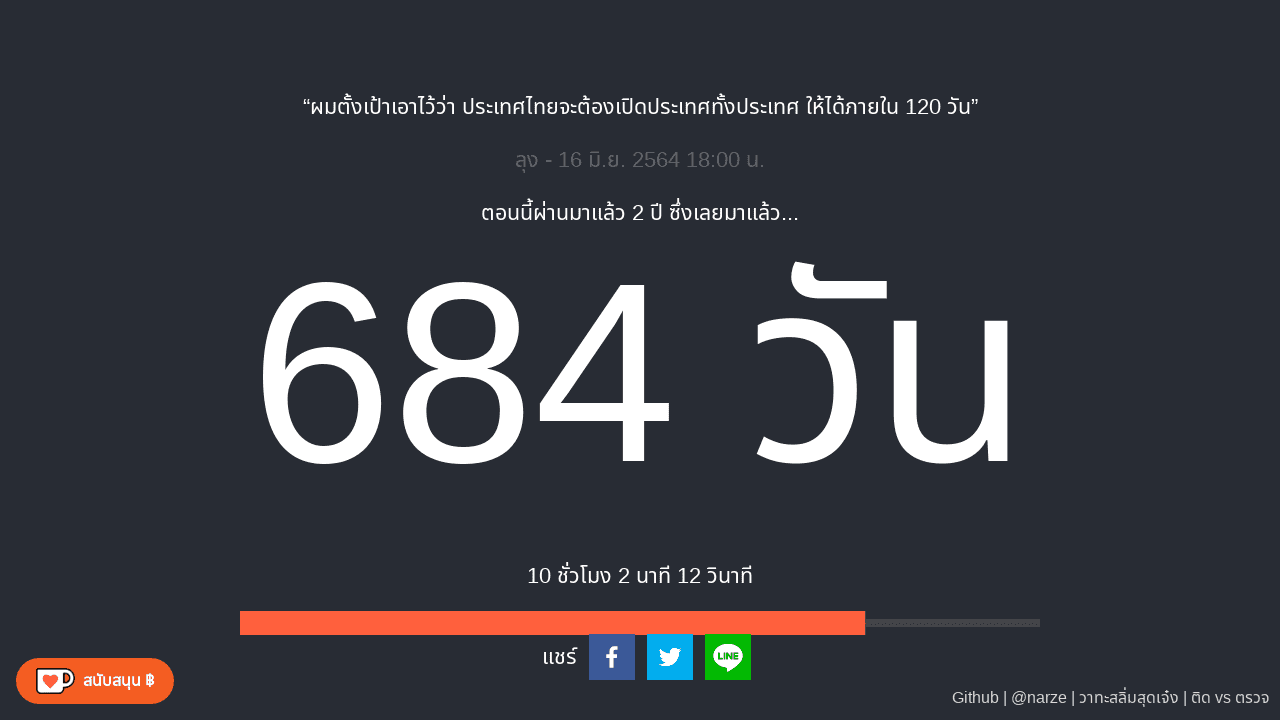 “ผมตั้งเป้าเอาไว้ว่า ประเทศไทยจะต้องเปิดประเทศทั้งประเทศ ให้ได้ภายใน 120 วัน”
ลุง - 16 มิ.ย. 2564 18:00 น.
ตอนนี้ผ่านมาแล้ว 2 ปี ซึ่งเลยมาแล้ว...
684 วัน
10 ชั่วโมง 2 นาที 12 วินาที
แชร์
LINE
สนับสนุน ฿
Github | @narze | วาทะสลิ่มสุดเจ๋ง | ติด vs ตรวจ